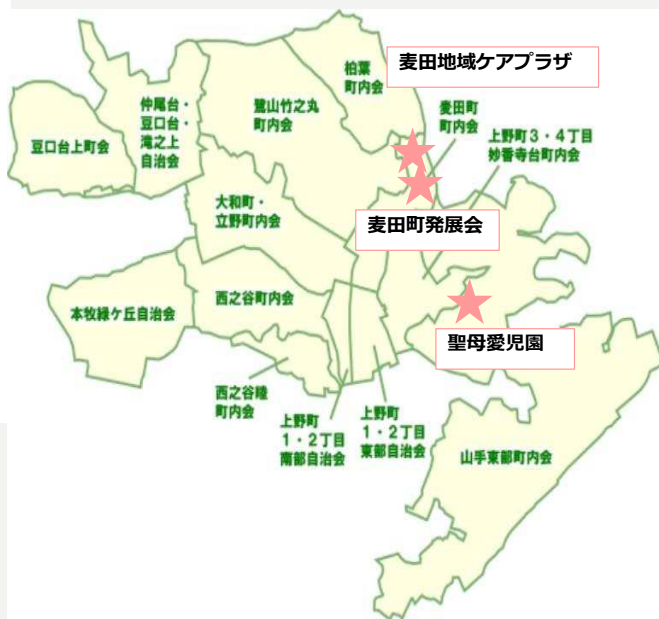 麦田地域ケアプラザ
柏葉
町内会
麦田町
町内会
上野町3・4丁目
妙香寺台町内会
鷺山竹之丸
町内会
仲尾台・
豆口台・
滝之上
自治会
豆口台上町会
大和町・
立野町内会
麦田町発展会
本牧緑ケ丘自治会
西之谷町内会
聖母愛児園
西之谷睦
町内会
上野町
1・2丁目
南部自治会
上野町
1・2丁目
東部自治会
山手東部町内会